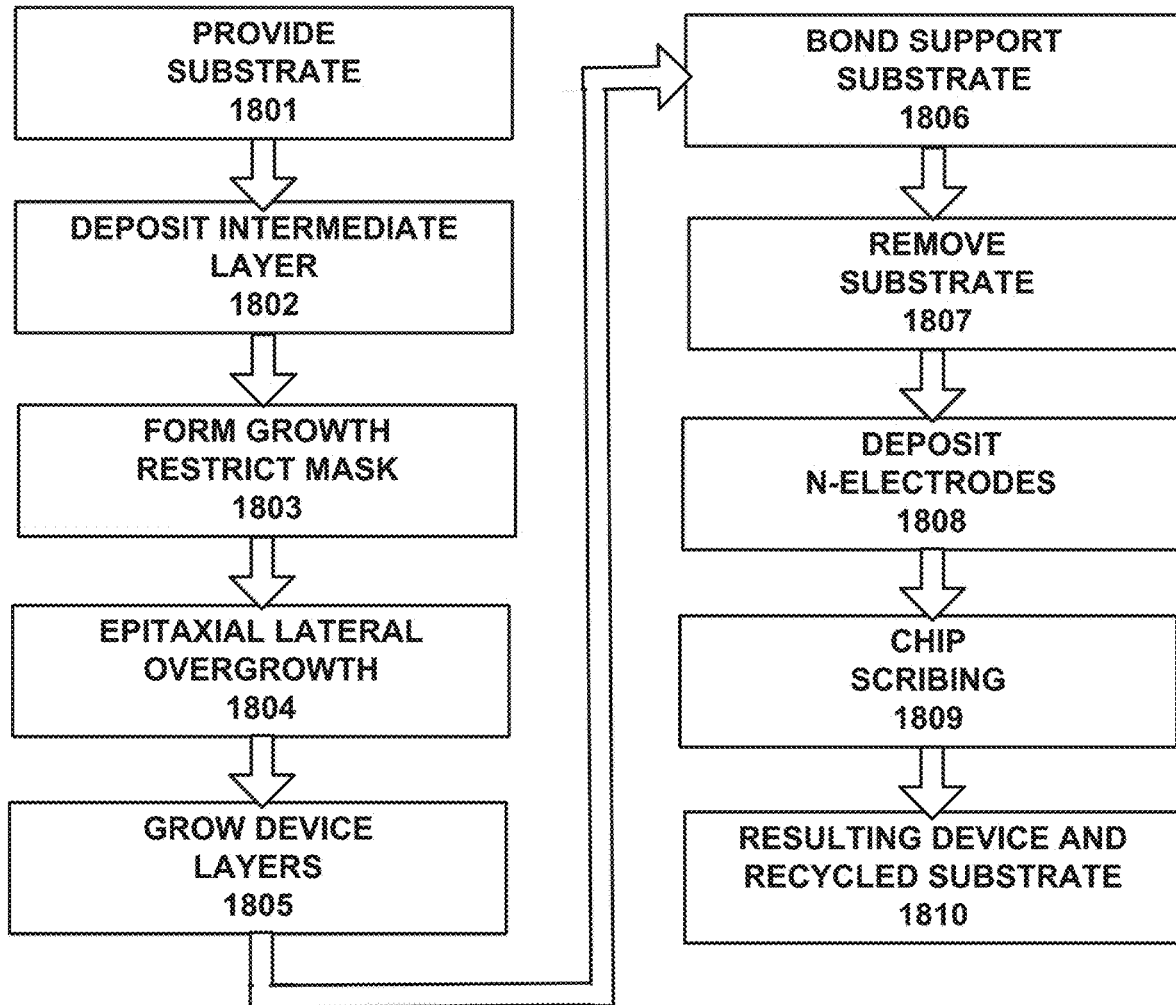 PROVIDE
SUBSTRATE
1801
DEPOSIT INTERMEDIATE
LAYER
1802
FORM GROWTH
RESTRICT MASK
1803
EPITAXIAL LATERAL
OVERGROWTH
1804
GROW DEVICE
LAYERS
1805
BOND SUPPORT
SUBSTRATE
1806
REMOVE
SUBSTRATE
1807
DEPOSIT
N-ELECTRODES
1808
CHIP
SCRIBING
1809
RESULTING DEVICE AND
RECYCLED SUBSTRATE
1810